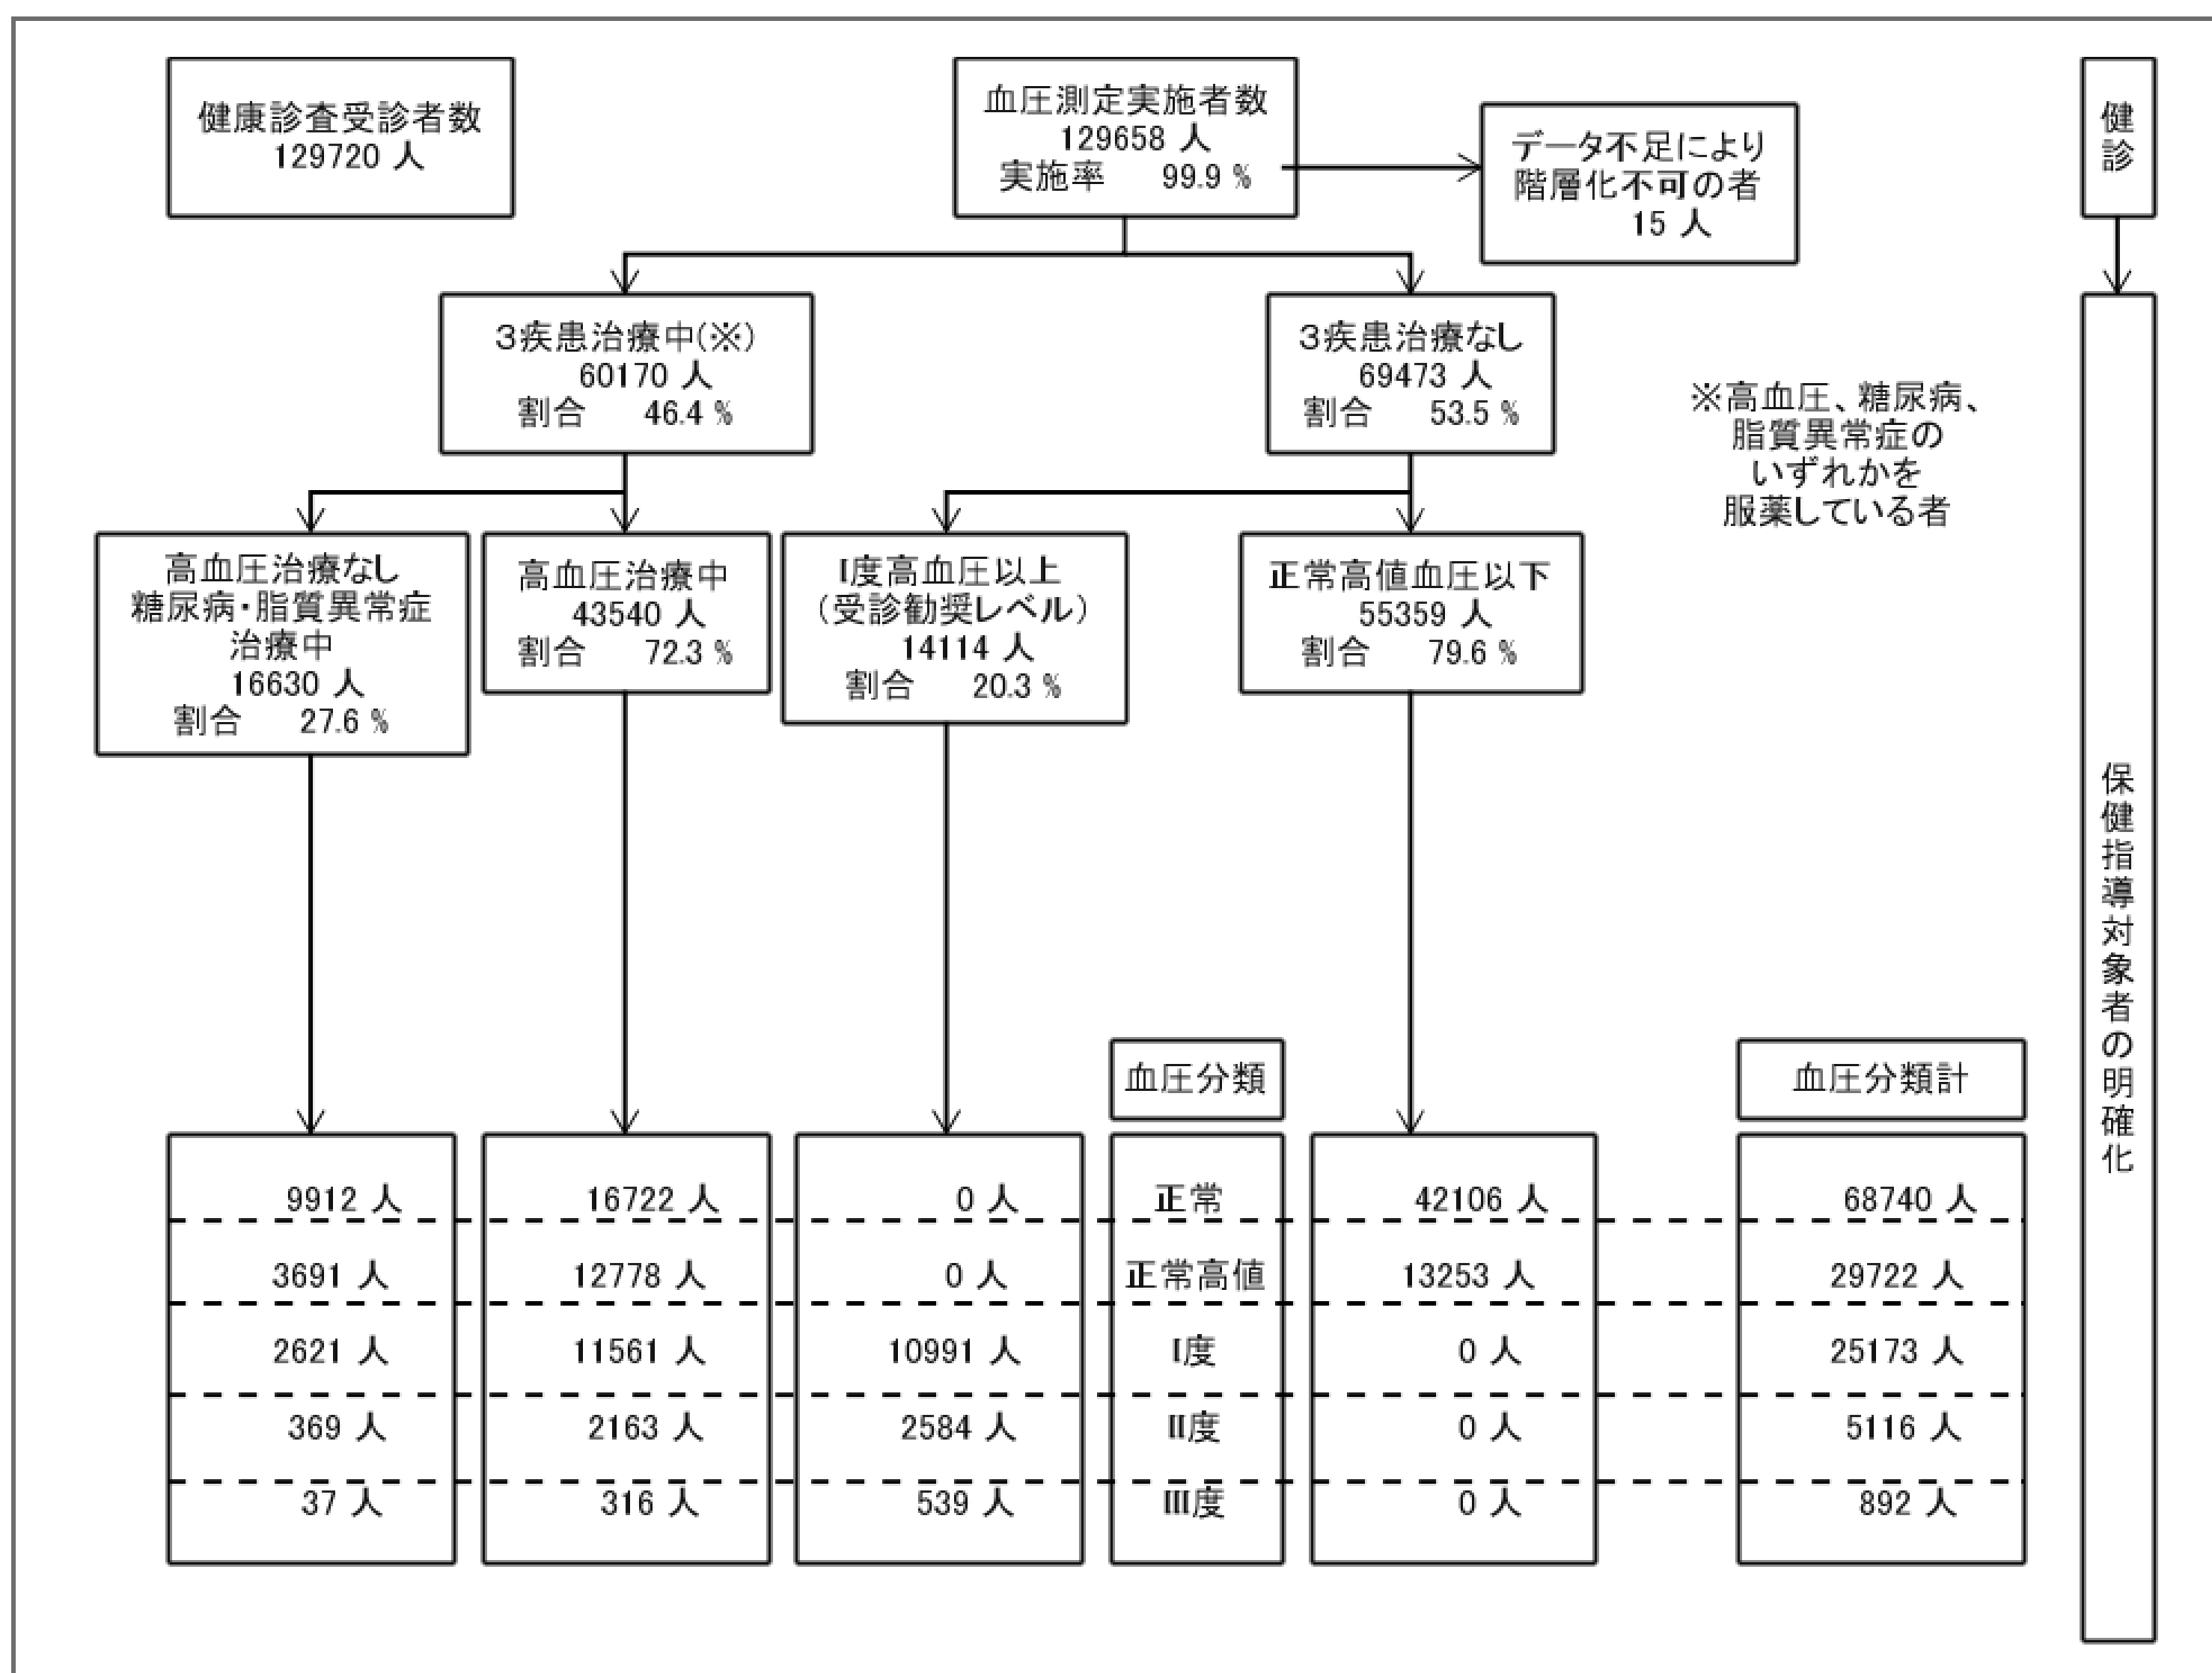 健康診査受診者数
129720 人
血圧測定実施者数
129658 人
実施率 99.9 %
データ不足により
階層化不可の者
15 人
健診
3疾患治療中(※)
60170 人
割合 46.4 %
3疾患治療なし
69473 人
割合 53.5 %
※高血圧、糖尿病、
脂質異常症の
いずれかを
服薬している者
高血圧治療なし
糖尿病・脂質異常症
治療中
16630 人
割合 27.6 %
高血圧治療中
43540 人
割合 72.3 %
I度高血圧以上
(受診勧奨レベル)
14114 人
割合 20.3 %
正常高値血圧以下
55359 人
割合 79.6 %
保健指導対象者の明確化
血圧分類
血圧分類計
9912 人 16722 人 0 人 正常 42106 人 68740 人
3691 人 12778 人 0 人 正常高値 13253 人 29722 人
2621 人 11561 人 10991 人 I度 0 人 25173 人
369 人 2163 人 2584 人 II度 0 人 5116 人
37 人 316 人 539 人 III度 0 人 892 人